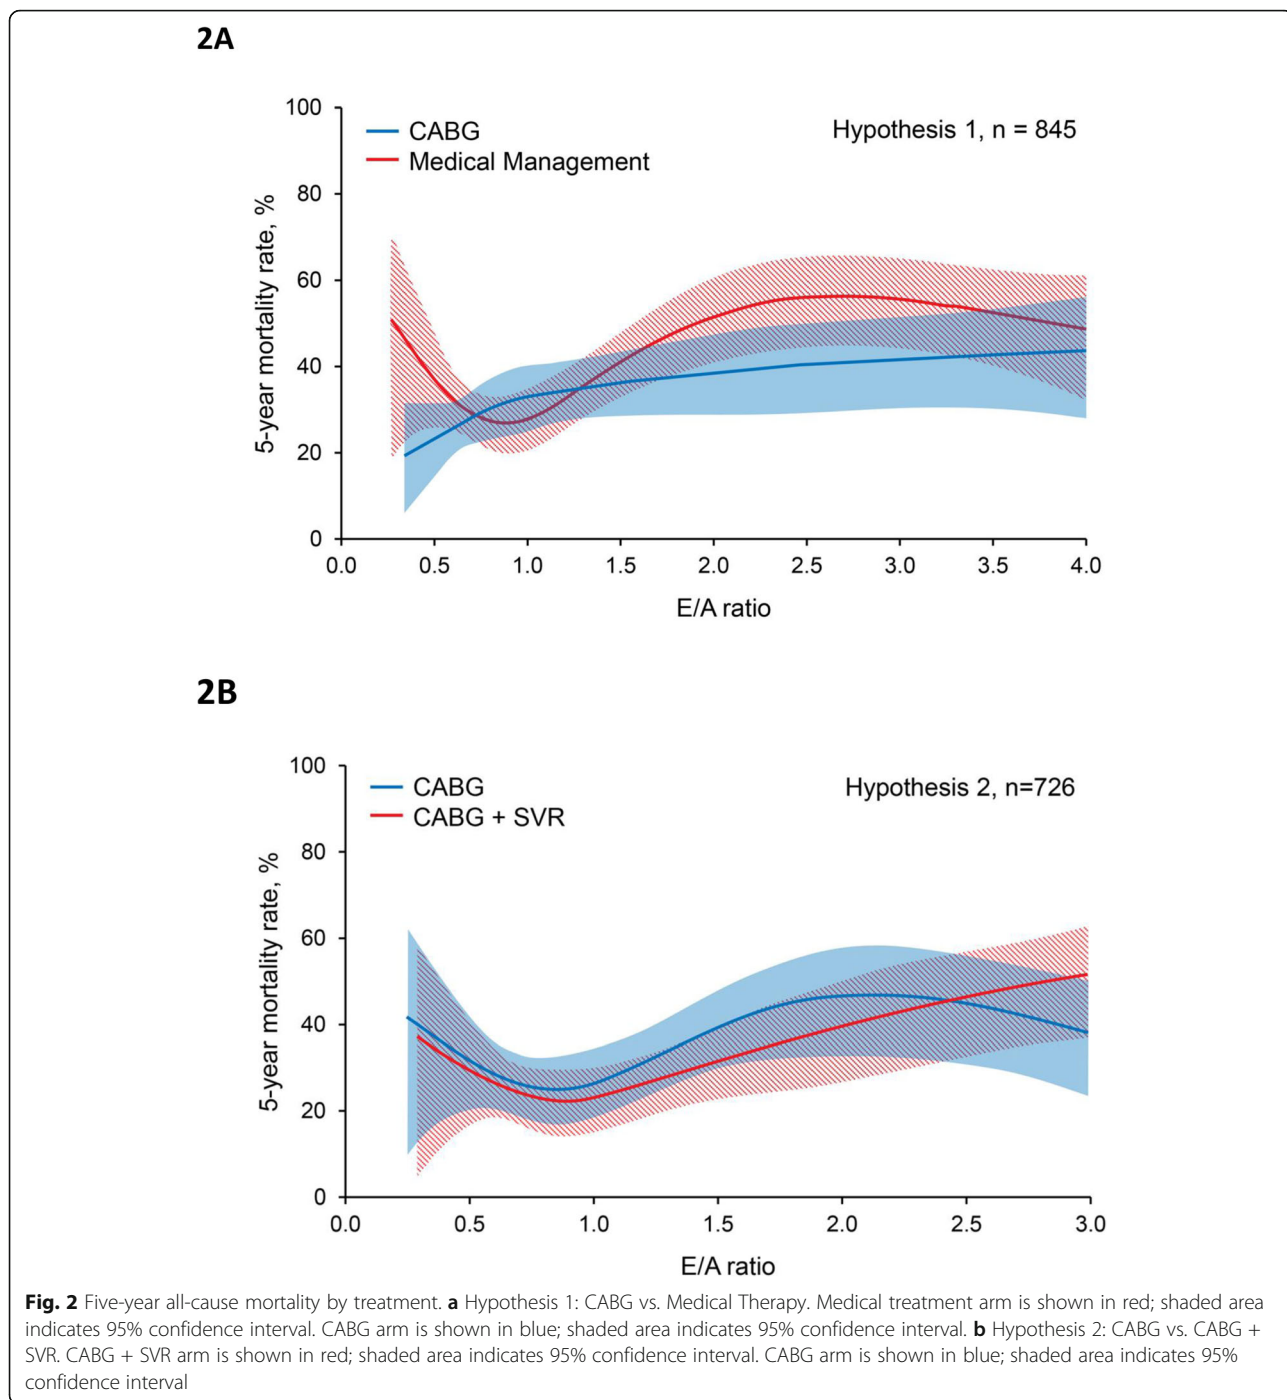 2A
100
80
60
40
20
0
5-year mortality rate, %
CABG
Medical Management
Hypothesis 1, n = 845
0.0 0.5 1.0 1.5 2.0 2.5 3.0 3.5 4.0
E/A ratio
2B
100
80
60
40
20
0
5-year mortality rate, %
CABG
CABG + SVR
Hypothesis 2, n=726
0.0 0.5 1.0 1.5 2.0 2.5 3.0
E/A ratio
Fig. 2 Five-year all-cause mortality by treatment. a Hypothesis 1: CABG vs. Medical Therapy. Medical treatment arm is shown in red; shaded area
indicates 95% confidence interval. CABG arm is shown in blue; shaded area indicates 95% confidence interval. b Hypothesis 2: CABG vs. CABG +
SVR. CABG + SVR arm is shown in red; shaded area indicates 95% confidence interval. CABG arm is shown in blue; shaded area indicates 95%
confidence interval